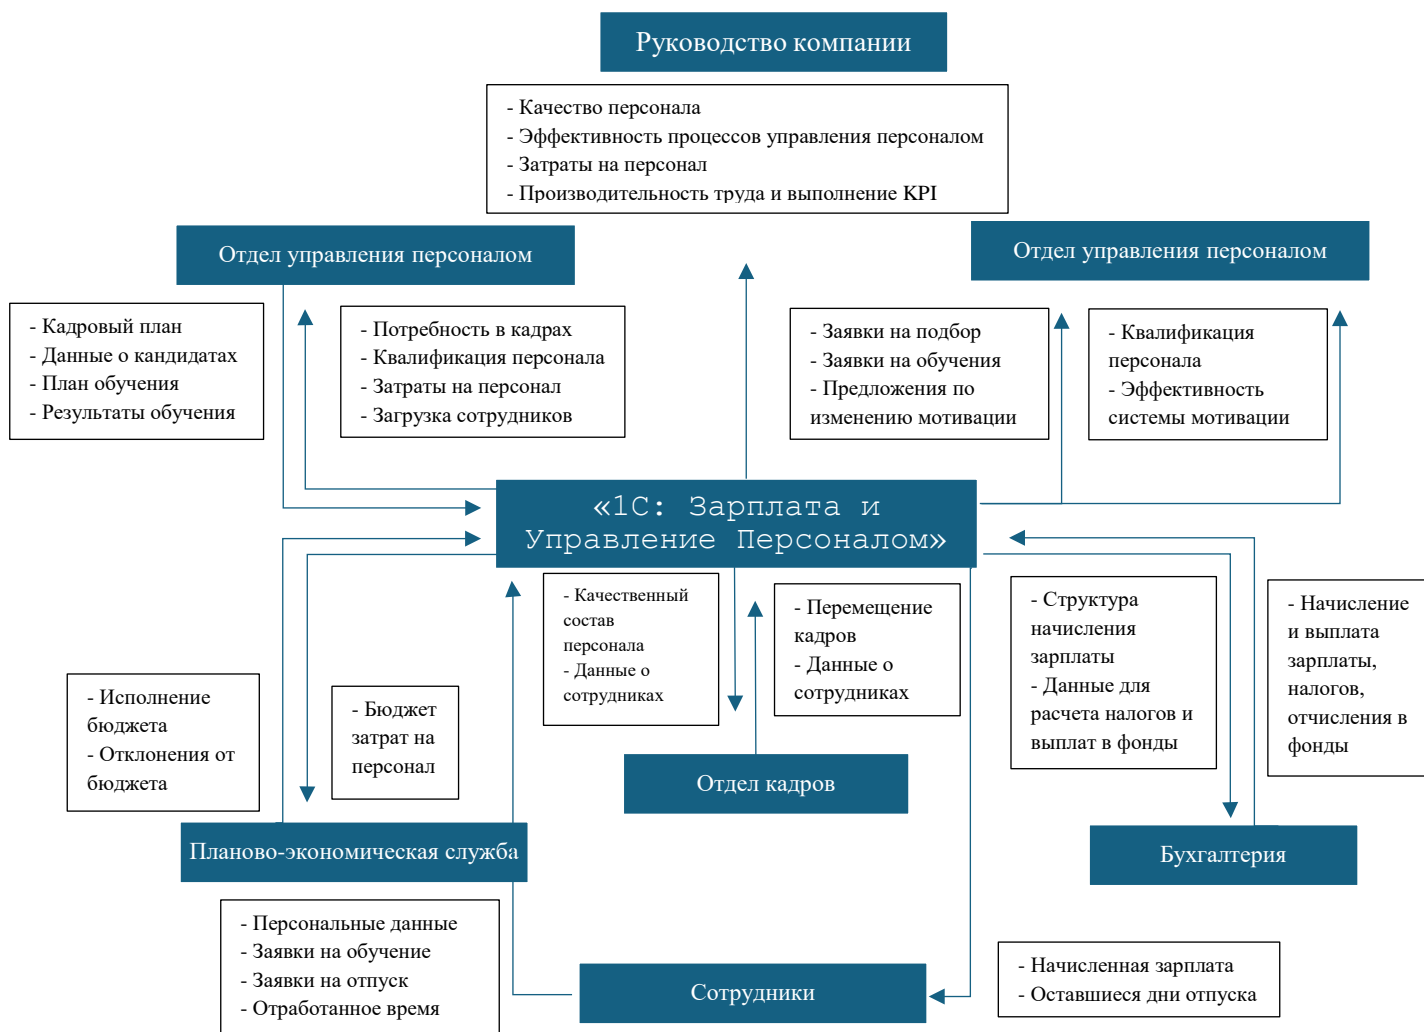 Руководство компании
- Качество персонала
- Эффективность процессов управления персоналом
- Затраты на персонал
- Производительность труда и выполнение KPI
Отдел управления персоналом
Отдел управления персоналом
- Кадровый план
- Данные о кандидатах
- План обучения
- Результаты обучения
- Потребность в кадрах
- Квалификация персонала
- Затраты на персонал
- Загрузка сотрудников
- Заявки на подбор
- Заявки на обучения
- Предложения по
изменению мотивации
- Квалификация
персонала
- Эффективность
системы мотивации
«1С: Зарплата и
Управление Персоналом»
- Исполнение
бюджета
- Отклонения от
бюджета
- Бюджет
затрат на
персонал
- Качественный
состав
персонала
- Данные о
сотрудниках
- Перемещение
кадров
- Данные о
сотрудниках
- Структура
начисления
зарплаты
- Данные для
расчета налогов и
выплат в фонды
- Начисление
и выплата
зарплаты,
налогов,
отчисления в
фонды
Отдел кадров
Планово-экономическая служба
Бухгалтерия
- Персональные данные
- Заявки на обучение
- Заявки на отпуск
- Отработанное время
Сотрудники
- Начисленная зарплата
- Оставшиеся дни отпуска